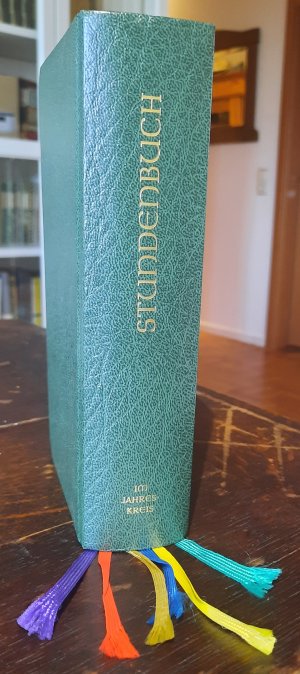 STUNDENBUCH
IM
JAHRES-
KREIS